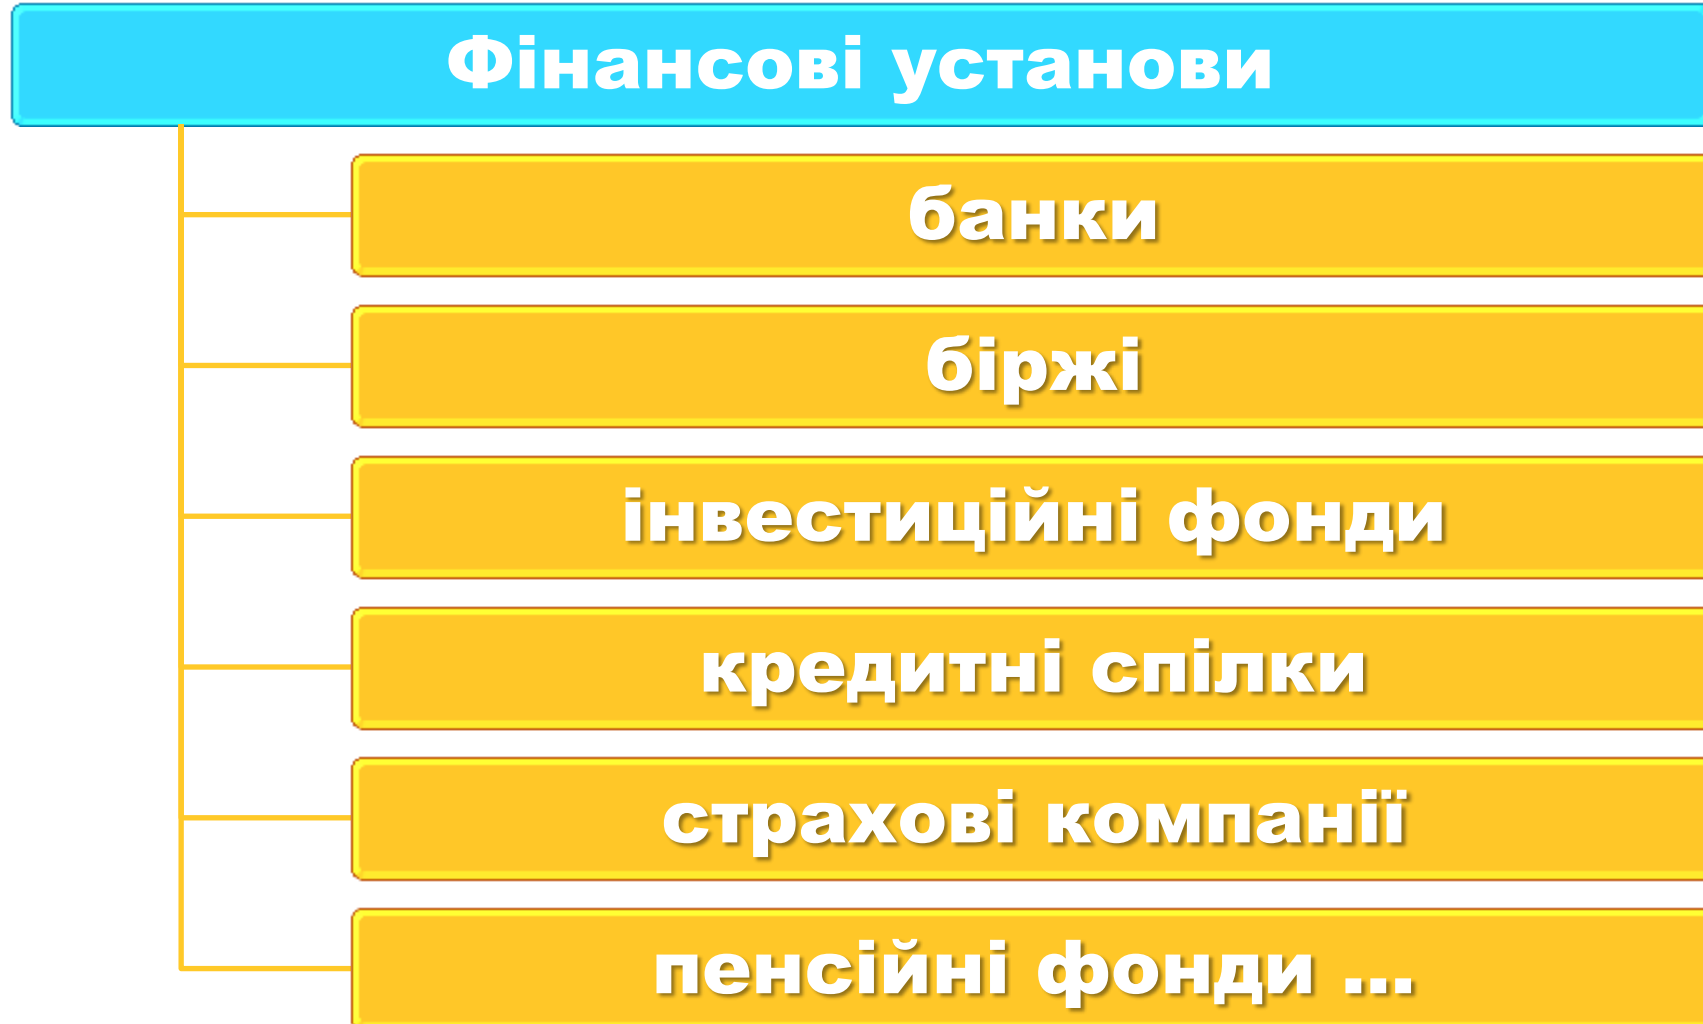 Фінансові установи
банки
біржі
інвестиційні фонди
кредитні спілки
страхові компанії
пенсійні фонди ...